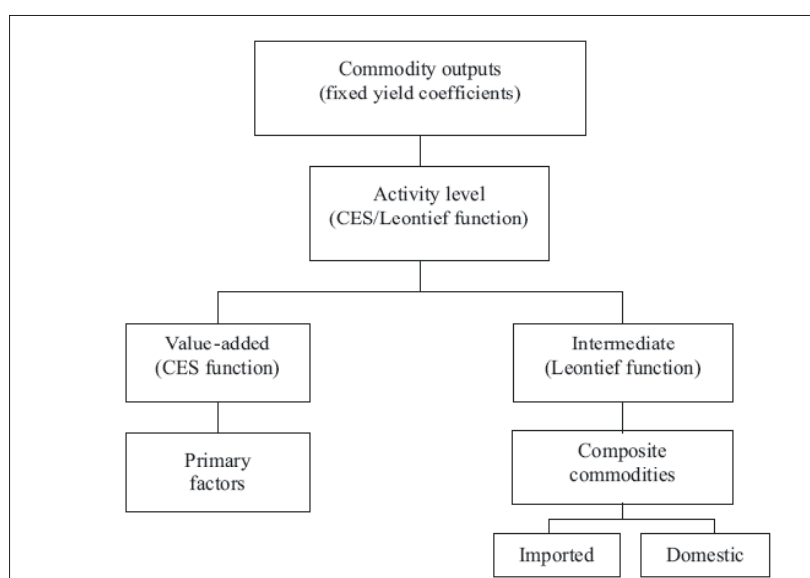 Commodity outputs
(fixed yield coefficients)
Activity level
(CES/Leontief function)
Value-added
(CES function)
Intermediate
(Leontief function)
Primary
factors
Composite
commodities
Imported
Domestic